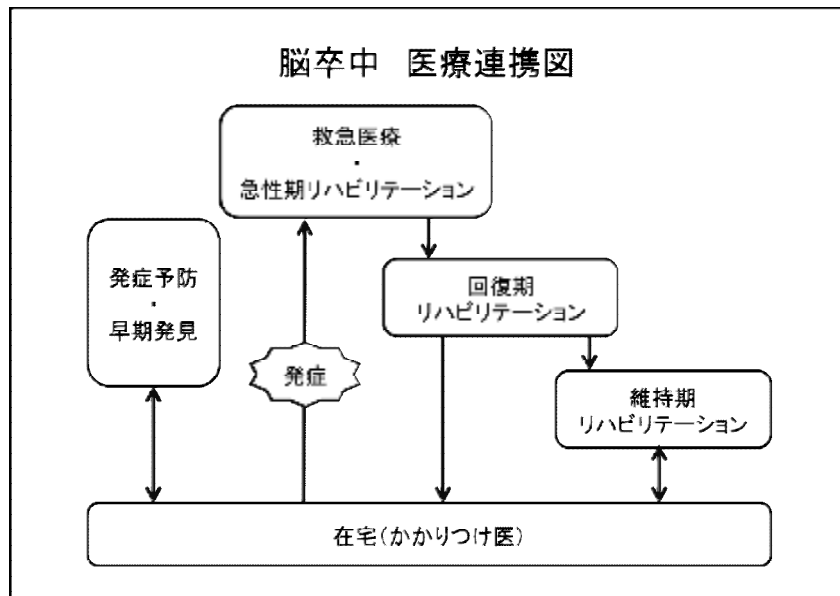 脳卒中　医療連携図
救急医療
・
急性期リハビリテーション
発症予防
・
早期発見
回復期
リハビリテーション
発症
維持期
リハビリテーション
在宅(かかりつけ医)